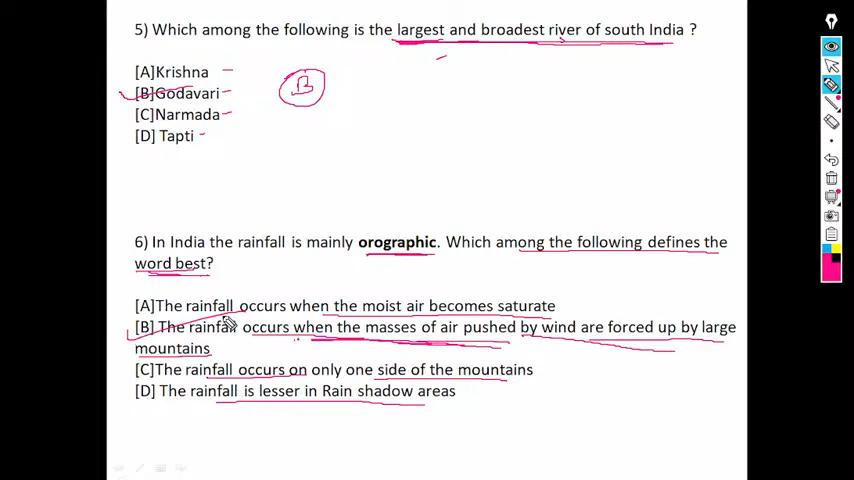 5) Which among the following is the largest and broadest river of south India ?
[A]Krishna
[B]Godavari
B
[C]Narmada
[D] Tapti
6) In India the rainfall is mainly orographic. Which among the following defines the
word best?
[A]The rainfall occurs when the moist air becomes saturate
[B] The rainfall occurs when the masses of air pushed by wind are forced up by large
mountains
[C]The rainfall occurs on only one side of the mountains
[D] The rainfall is lesser in Rain shadow areas